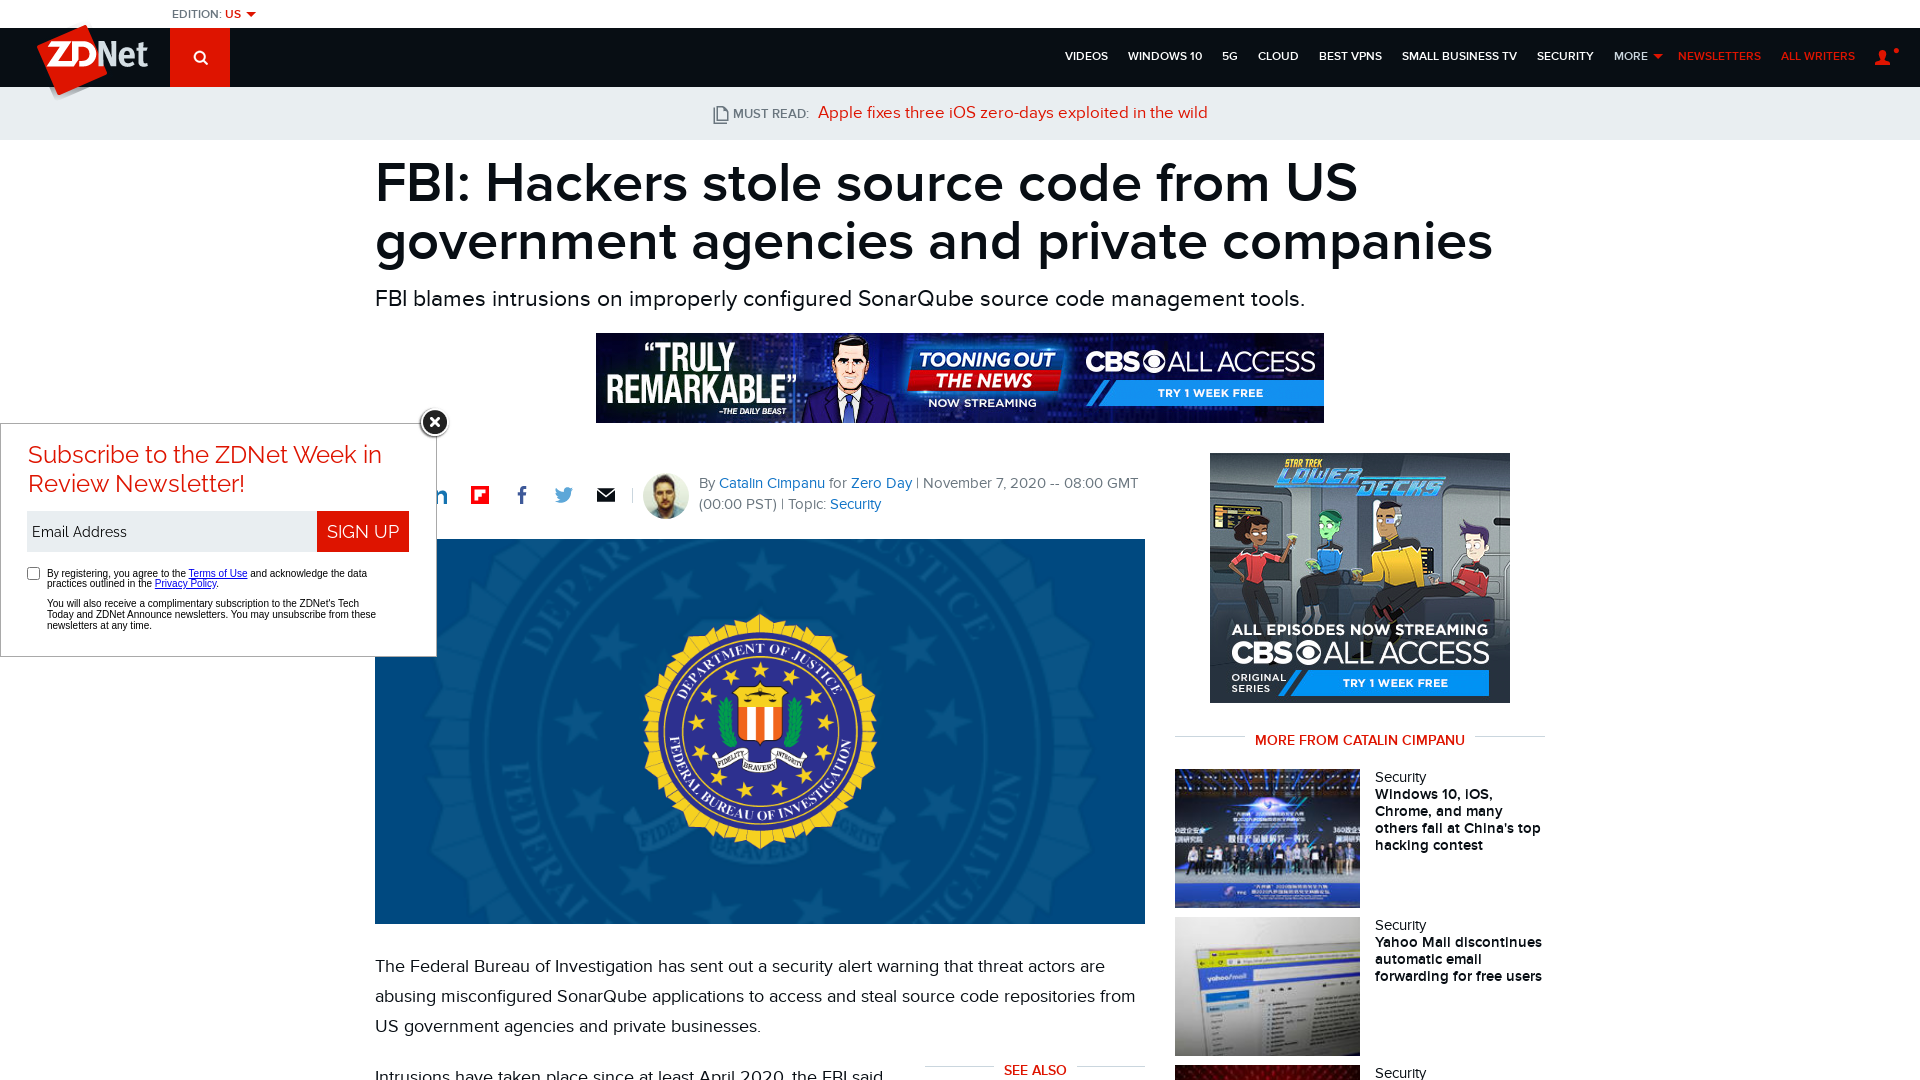 EDITION: US
ZDNet
VIDEOS WINDOWS 10 5G CLOUD BEST VPNS SMALL BUSINESS TV SECURITY MORE NEWSLETTERS ALL WRITERS
MUST READ: Apple fixes three iOS zero-days exploited in the wild
FBI: Hackers stole source code from US
government agencies and private companies
FBI blames intrusions on improperly configured SonarQube source code management tools.
"TRULY
REMARKABLE"
-THE DAILY BEAST
TOONING OUT
THE NEWS
NOW STREAMING
CBS ALL ACCESS
TRY 1 WEEK FREE
Subscribe to the ZDNet Week in
Review Newsletter!
Email Address SIGN UP
By registering, you agree to the Terms of Use and acknowledge the data
practices outlined in the Privacy Policy.
You will also receive a complimentary subscription to the ZDNet's Tech
Today and ZDNet Announce newsletters. You may unsubscribe from these
newsletters at any time.
By Catalin Cimpanu for Zero Day | November 7, 2020 -- 08:00 GMT
(00:00 PST) | Topic: Security
DEPARTMENT OF JUSTICE
FIDELITY BRAVERY INTEGRITY
FEDERAL BUREAU OF INVESTIGATION
The Federal Bureau of Investigation has sent out a security alert warning that threat actors are
abusing misconfigured SonarQube applications to access and steal source code repositories from
US government agencies and private businesses.
Intrusions have taken place since at least April 2020, the FBI said
SEE ALSO
STAR TREK
LOWER DECKS
ALL EPISODES NOW STREAMING
CBS ALL ACCESS
ORIGINAL
SERIES
TRY 1 WEEK FREE
MORE FROM CATALIN CIMPANU
Security
Windows 10, iOS,
Chrome, and many
others fall at China's top
hacking contest
Security
Yahoo Mail discontinues
automatic email
forwarding for free users
Security